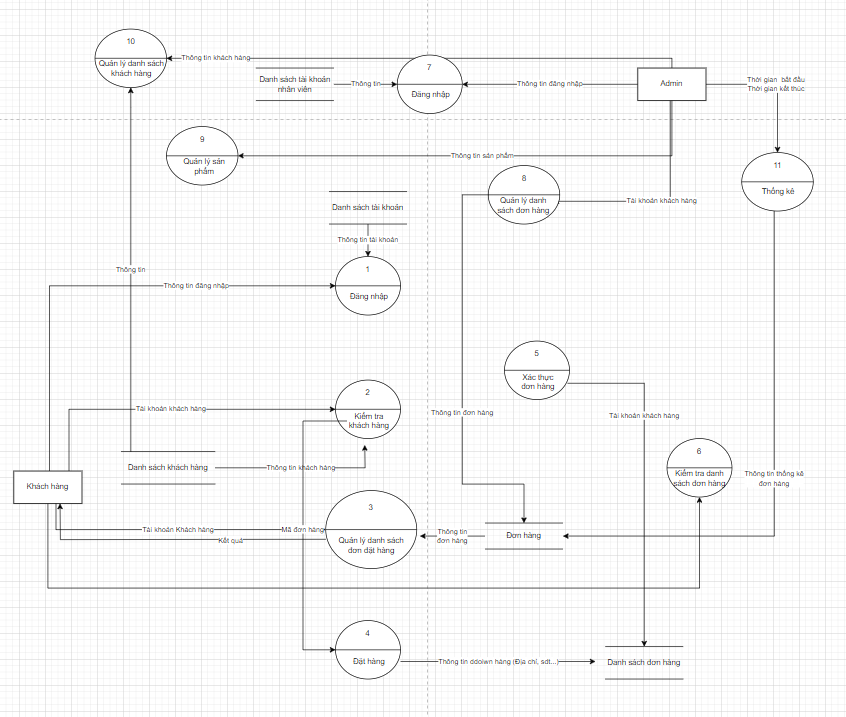 10
Quản lý danh sách
khách hàng
Thông tin khách hàng
Danh sách tài khoản
nhân viên
Thông tin
7
Đăng nhập
Thông tin đăng nhập
Admin
Thời gian bắt đầu
Thời gian kết thúc
9
Quản lý sản
phẩm
Thông tin sản phẩm
8
Quản lý danh
sách đơn hàng
Tài khoản khách hàng
11
Thống kê
Danh sách tài khoản
Thông tin tài khoản
1
Đăng nhập
Thông tin
Thông tin đăng nhập
5
Xác thực
đơn hàng
2
Kiểm tra
khách hàng
Tài khoản khách hàng
Thông tin đơn hàng
Tài khoản khách hàng
6
Kiểm tra danh
sách đơn hàng
Danh sách khách hàng
Thông tin khách hàng
Thông tin thống kê
đơn hàng
Khách hàng
3
Quản lý danh sách
đơn đặt hàng
Tài khoản Khách hàng
Mã đơn hàng
Kết quả
Thông tin
đơn hàng
Đơn hàng
4
Đặt hàng
Thông tin ddoiwn hàng (Địa chỉ, sdt...)
Danh sách đơn hàng